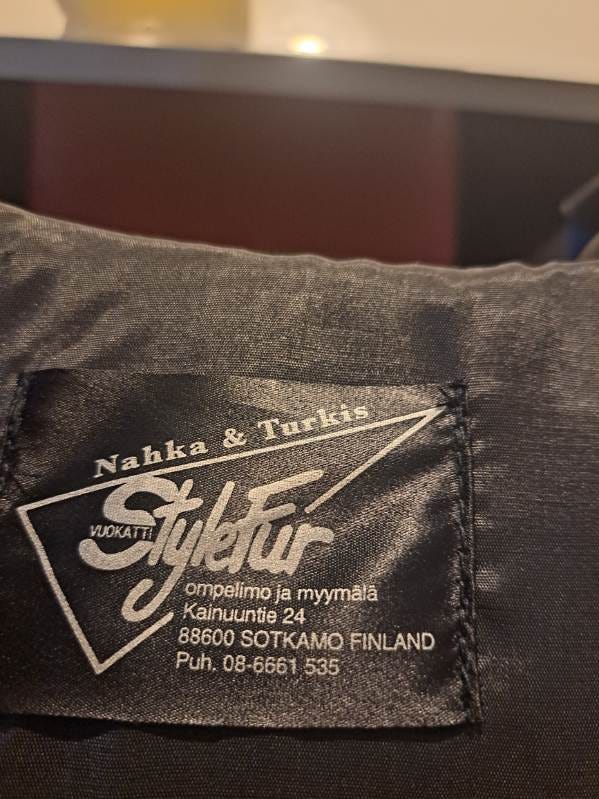 Nahka & Turkis
VUOKATTI
StyleFur
ompelimo ja myymälä
Kainuuntie 24
88600 SOTKAMO FINLAND
Puh. 08-6661 535